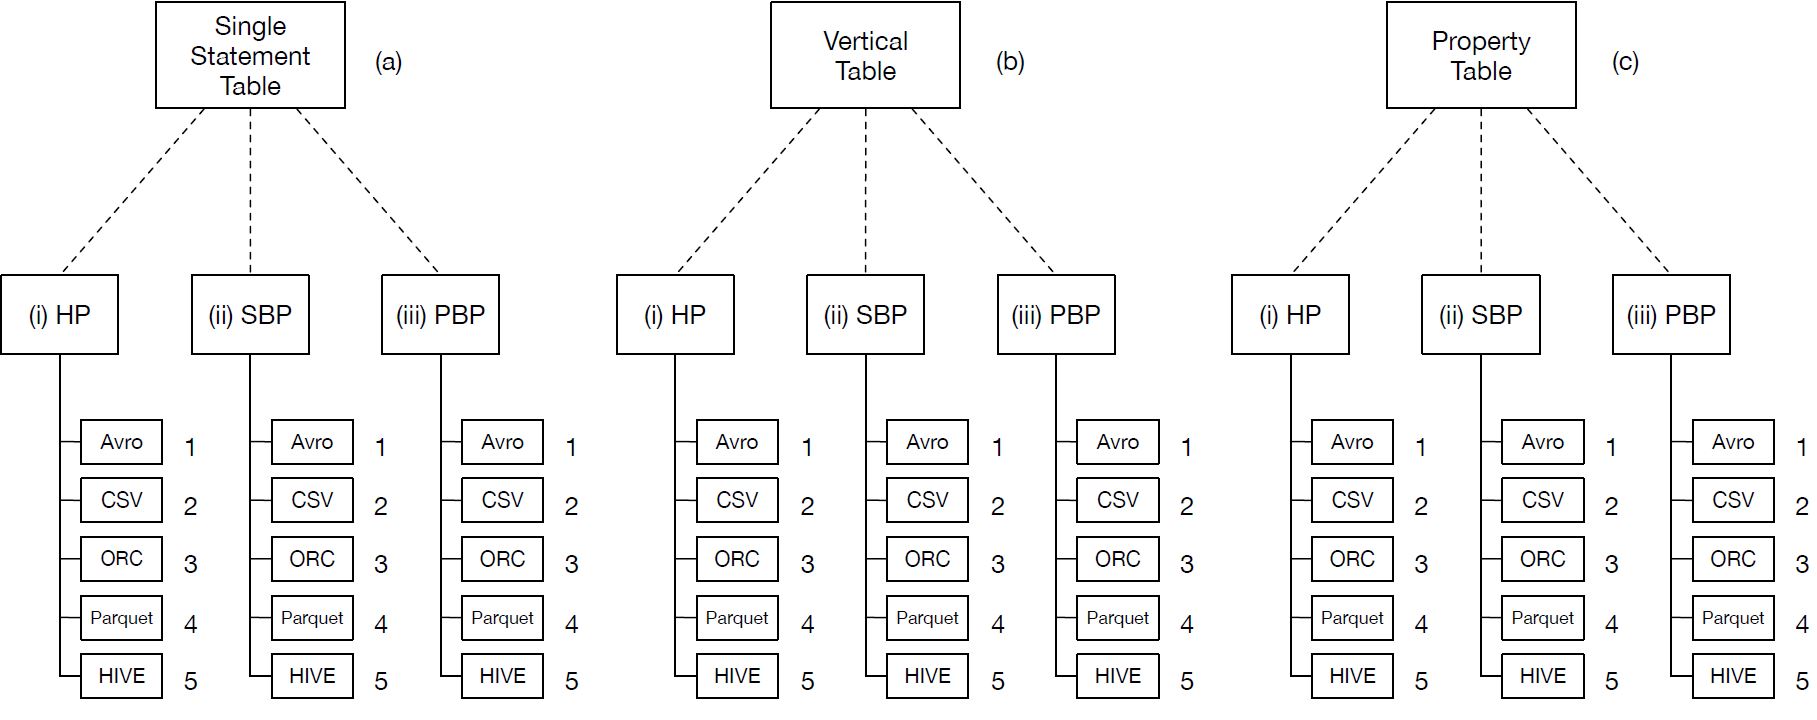 Single
Statement
Table
(a)
Vertical
Table
(b)
Property
Table
(c)
(i) HP
(ii) SBP
(iii) PBP
(i) HP
(ii) SBP
(iii) PBP
(i) HP
(ii) SBP
(iii) PBP
Avro 1 Avro 1 Avro 1 Avro 1 Avro 1 Avro 1 Avro 1 Avro 1 Avro 1
CSV 2 CSV 2 CSV 2 CSV 2 CSV 2 CSV 2 CSV 2 CSV 2 CSV 2
ORC 3 ORC 3 ORC 3 ORC 3 ORC 3 ORC 3 ORC 3 ORC 3 ORC 3
Parquet 4 Parquet 4 Parquet 4 Parquet 4 Parquet 4 Parquet 4 Parquet 4 Parquet 4 Parquet 4
HIVE 5 HIVE 5 HIVE 5 HIVE 5 HIVE 5 HIVE 5 HIVE 5 HIVE 5 HIVE 5